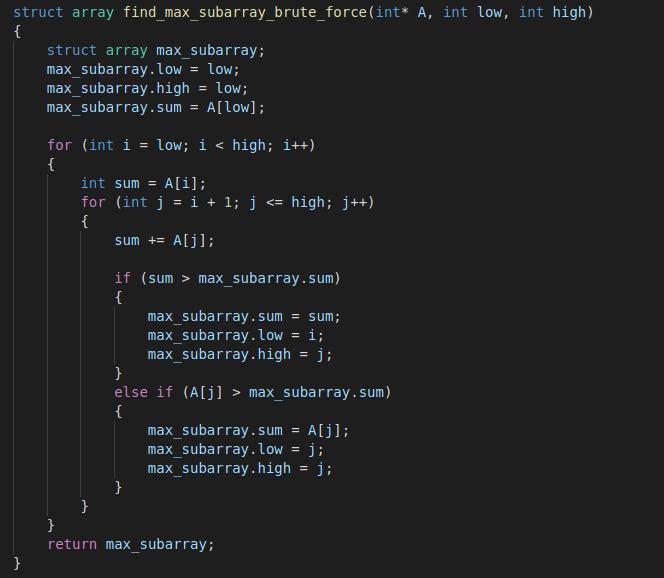 struct array find_max_subarray_brute_force(int* A, int low, int high)
{
    struct array max_subarray;
    max_subarray.low = low;
    max_subarray.high = low;
    max_subarray.sum = A[low];

    for (int i = low; i < high; i++)
    {
        int sum = A[i];
        for (int j = i + 1; j <= high; j++)
        {
            sum += A[j];

            if (sum > max_subarray.sum)
            {
                max_subarray.sum = sum;
                max_subarray.low = i;
                max_subarray.high = j;
            }
            else if (A[j] > max_subarray.sum)
            {
                max_subarray.sum = A[j];
                max_subarray.low = j;
                max_subarray.high = j;
            }
        }
    }
    return max_subarray;
}